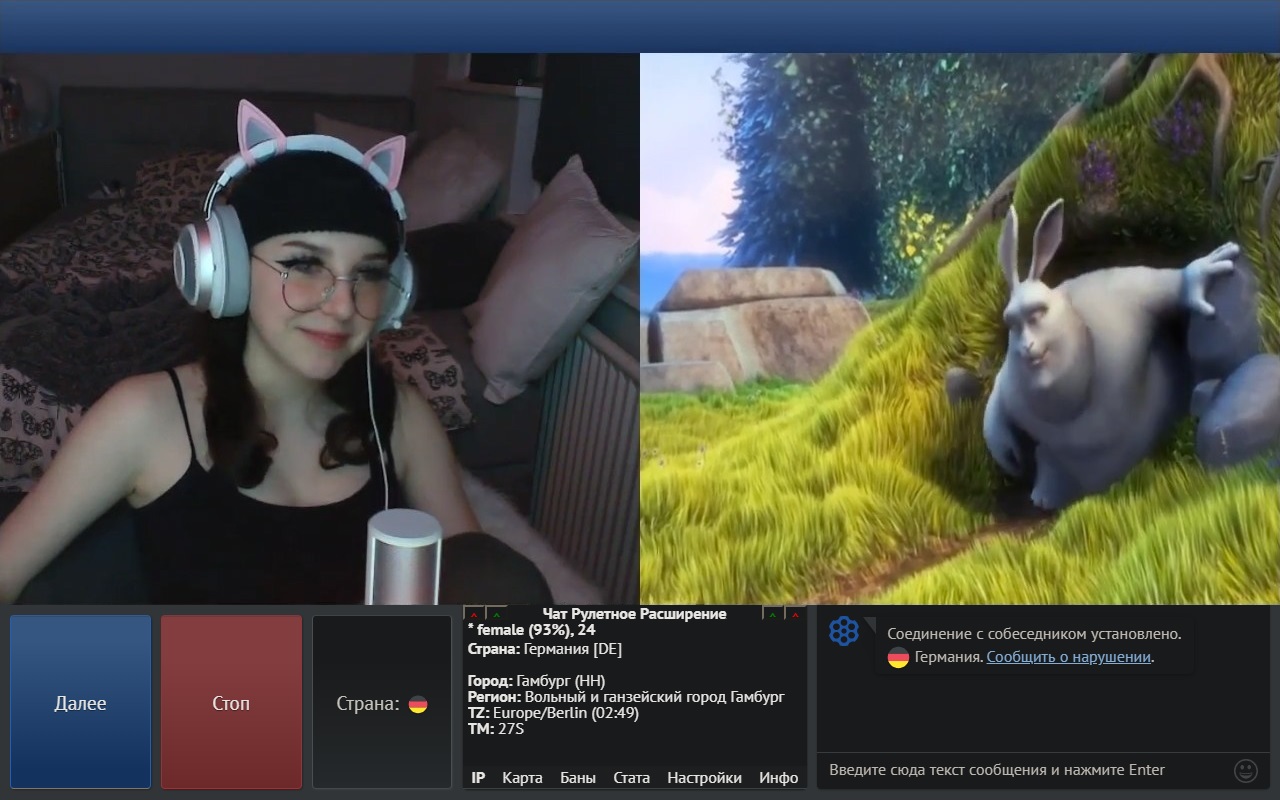 Далее
Стоп
Страна:
Чат Рулетное Расширение
* female (93%), 24
Страна: Германия [DE]
Город: Гамбург (HH)
Регион: Вольный и ганзейский город Гамбург
TZ: Europe/Berlin (02:49)
TM: 27S
IP Карта Баны Стата Настройки Инфо
Соединение с собеседником установлено.
Германия. Сообщить о нарушении.
Введите сюда текст сообщения и нажмите Enter